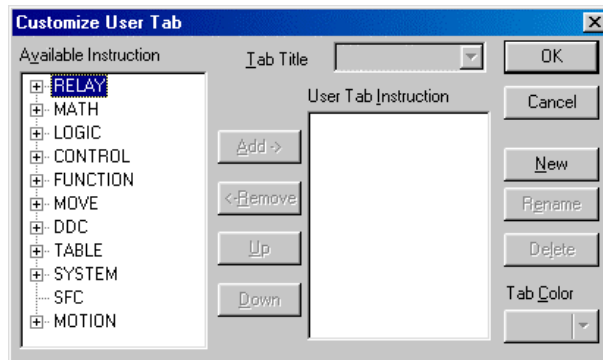 Customize User Tab
Available Instruction
RELAY
MATH
LOGIC
CONTROL
FUNCTION
MOVE
DDC
TABLE
SYSTEM
SFC
MOTION
Tab Title
User Tab Instruction
Add ->
<-Remove
Up
Down
OK
Cancel
New
Rename
Delete
Tab Color